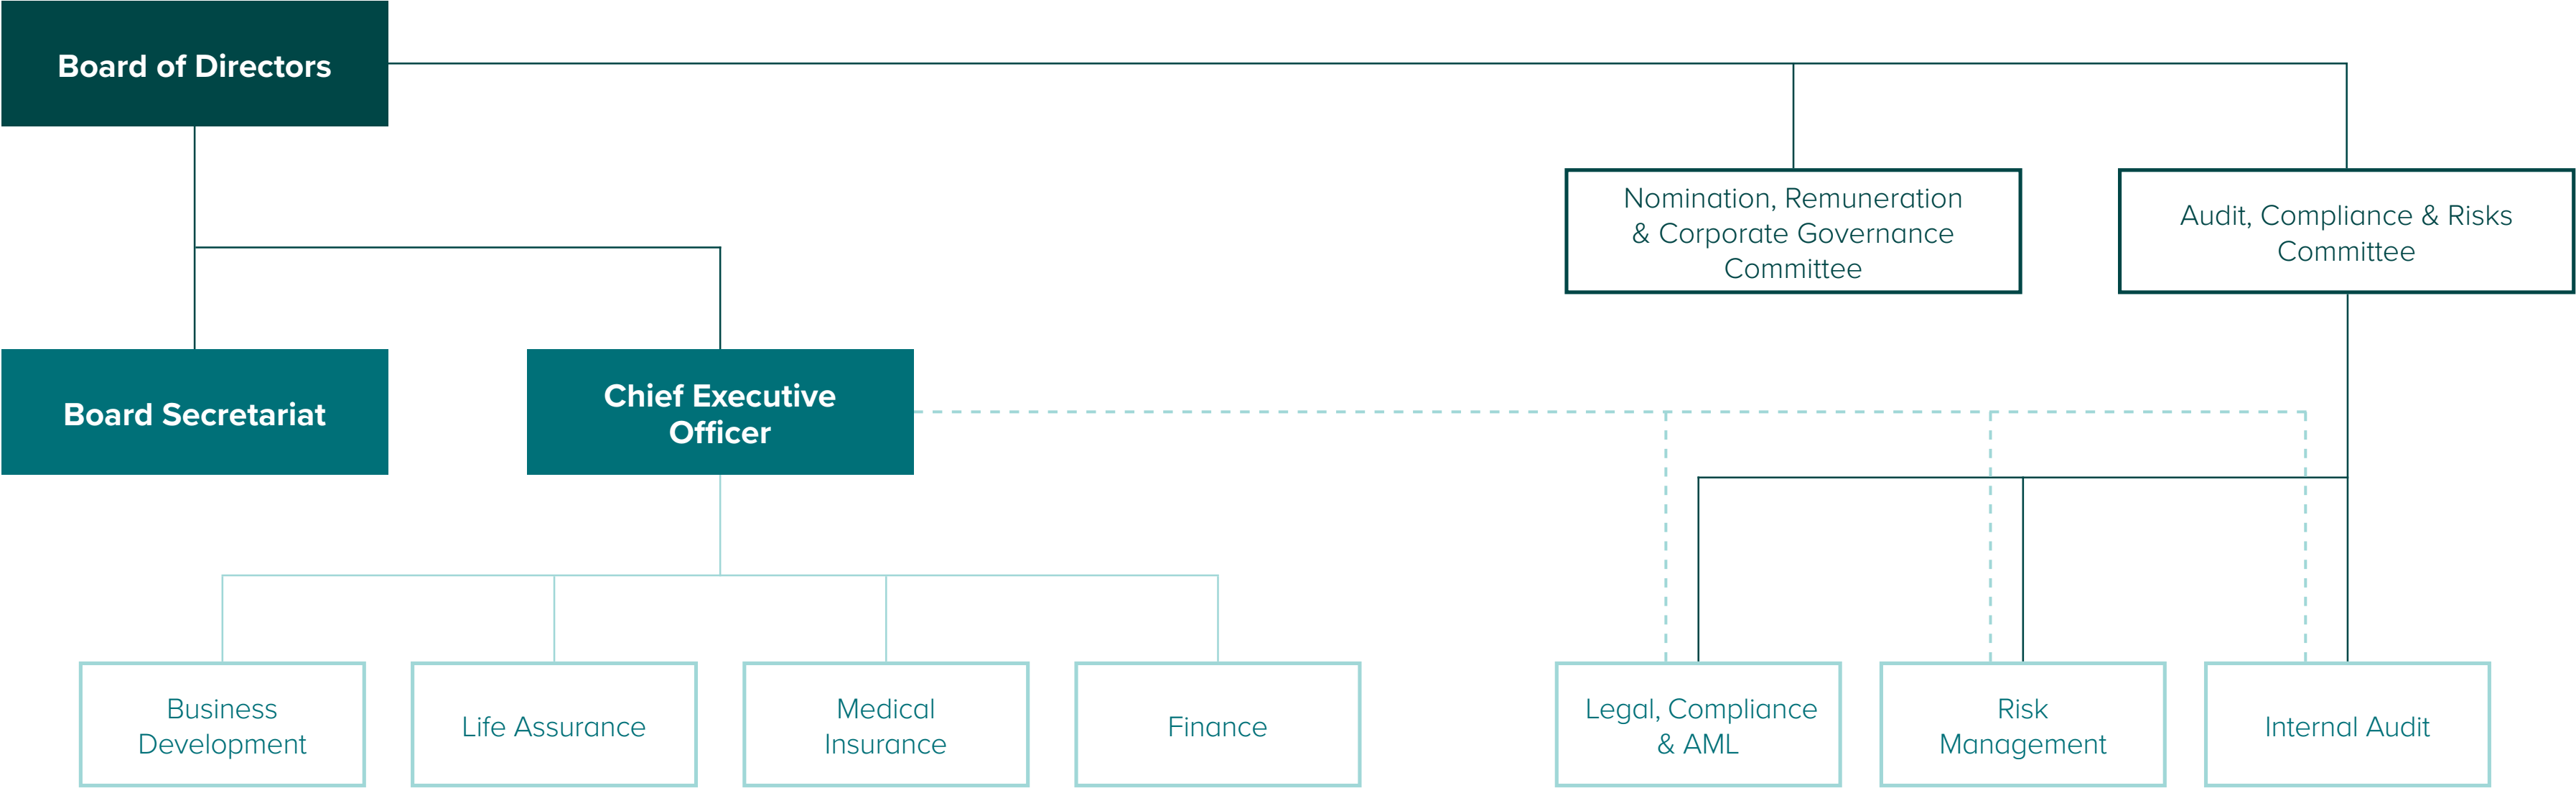 Board of Directors
Nomination, Remuneration
& Corporate Governance
Committee
Audit, Compliance & Risks
Committee
Board Secretariat
Chief Executive
Officer
Business
Development
Life Assurance
Medical
Insurance
Finance
Legal, Compliance
& AML
Risk
Management
Internal Audit